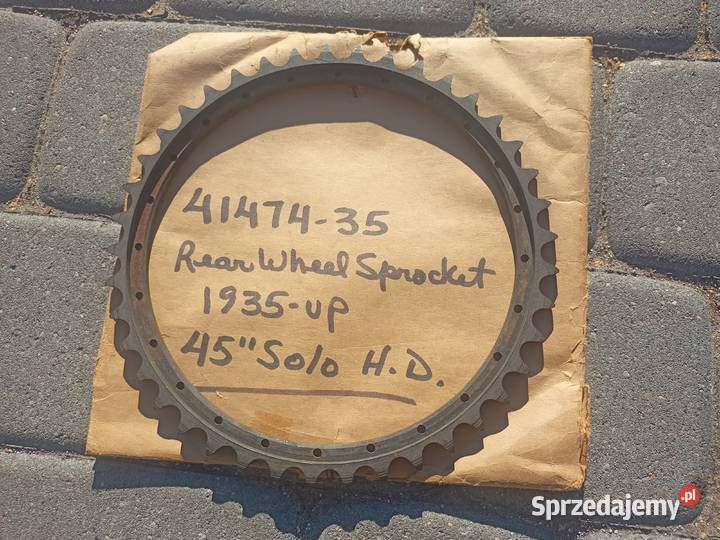 41474-35
Rear Wheel Sprocket
1935-up
45" Solo H.D.
Sprzedajemy.pl